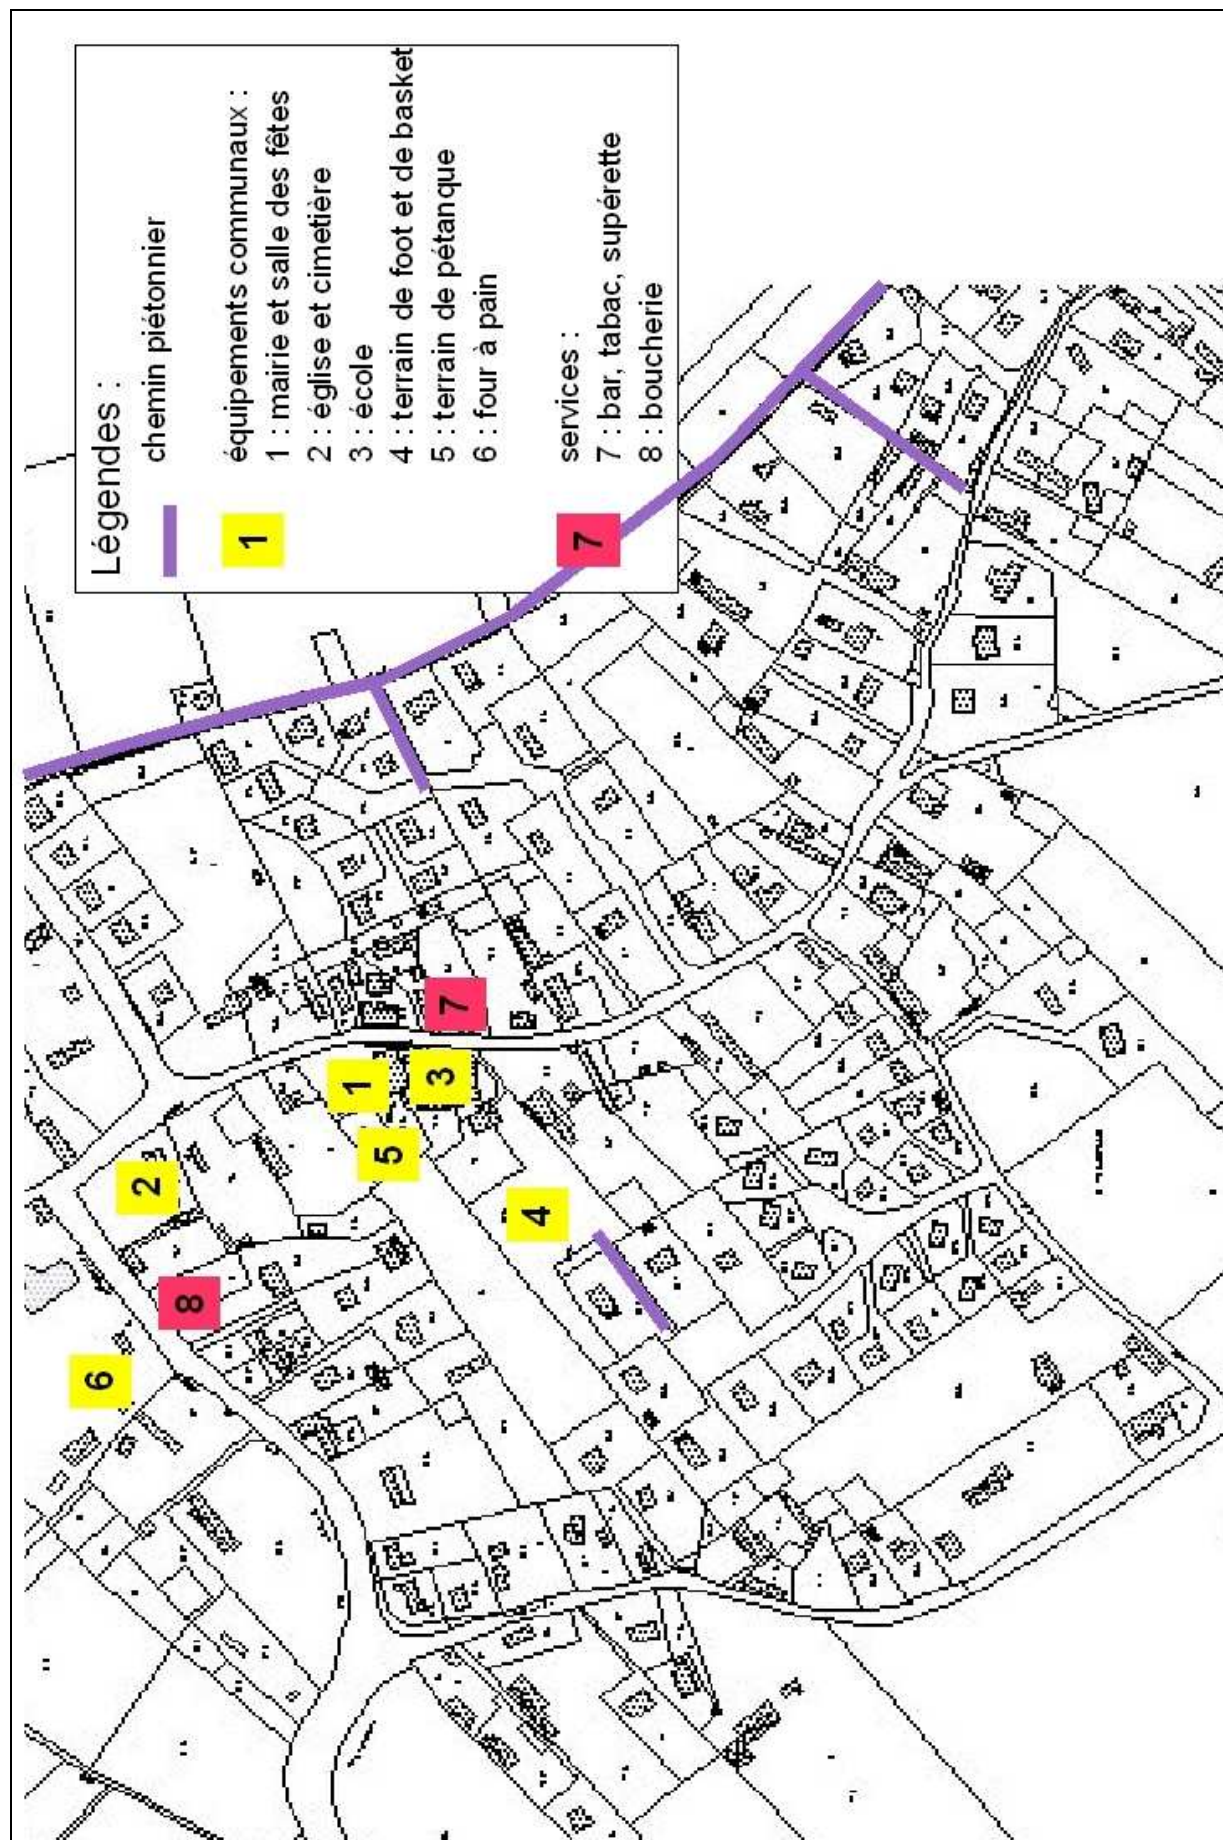 Légendes :
chemin piétonnier
1
équipements communaux :
1 : mairie et salle des fêtes
2 : église et cimetière
3 : école
4 : terrain de foot et de basket
5 : terrain de pétanque
6 : four à pain
7
services :
7 : bar, tabac, supérette
8 : boucherie
6
8
2
5
1
3
7
4